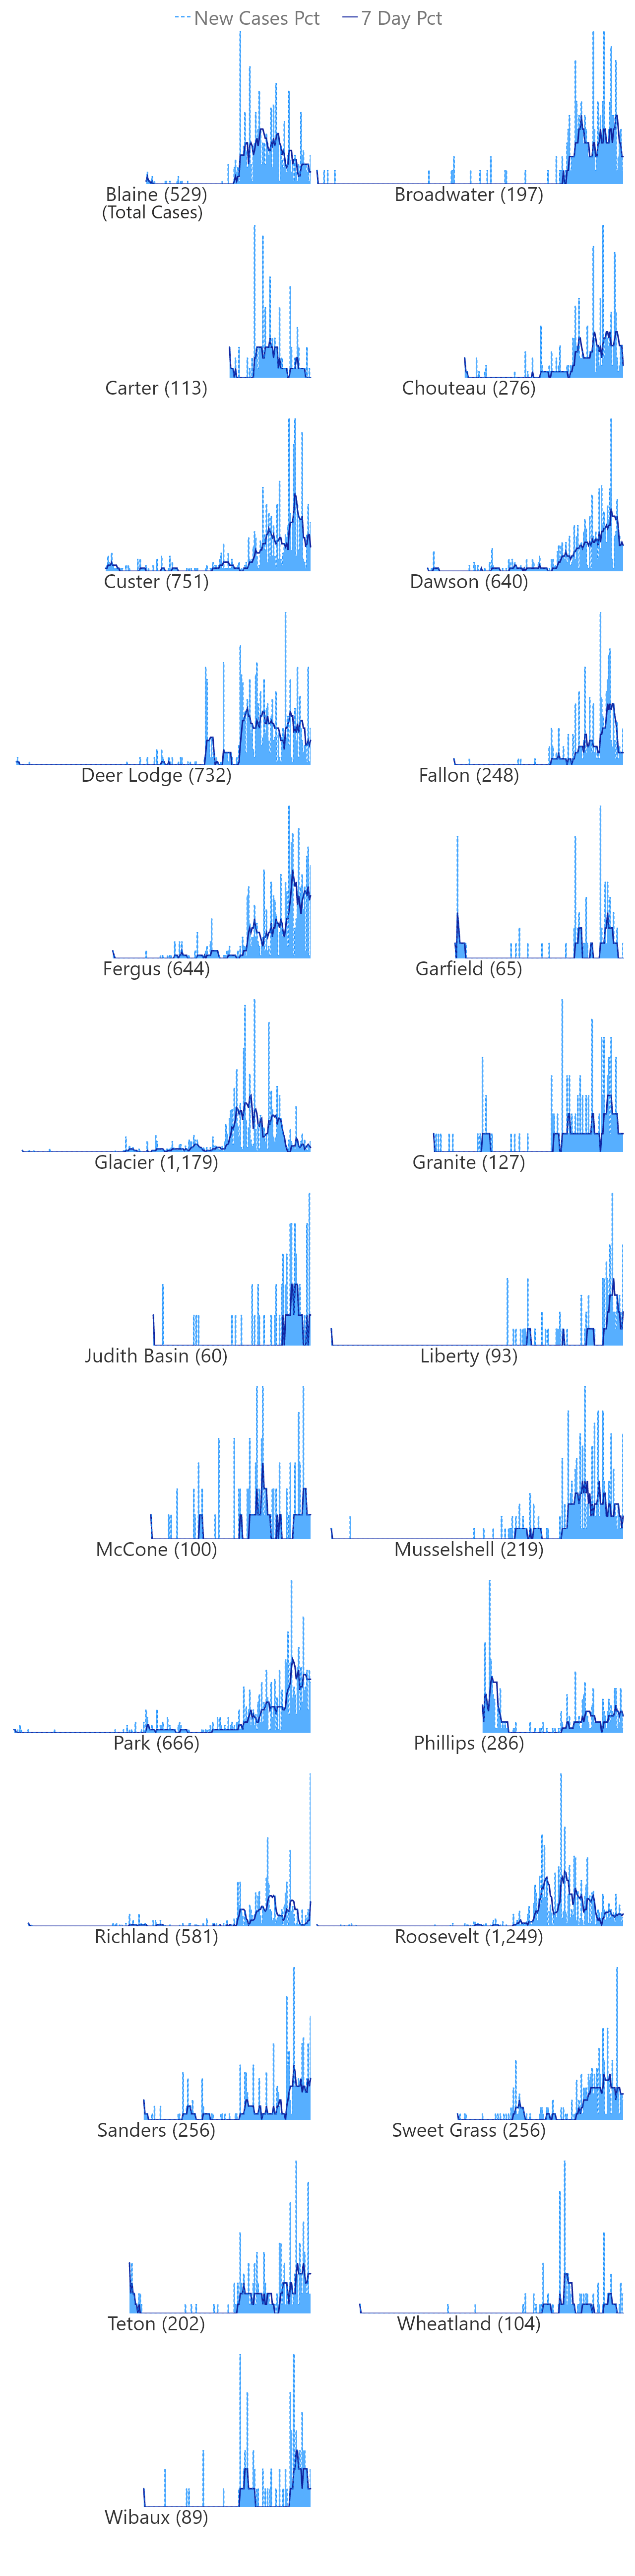 New Cases Pct 7 Day Pct
Blaine (529) Broadwater (197)
(Total Cases)
Carter (113) Chouteau (276)
Custer (751) Dawson (640)
Deer Lodge (732) Fallon (248)
Fergus (644) Garfield (65)
Glacier (1,179) Granite (127)
Judith Basin (60) Liberty (93)
McCone (100) Musselshell (219)
Park (666) Phillips (286)
Richland (581) Roosevelt (1,249)
Sanders (256) Sweet Grass (256)
Teton (202) Wheatland (104)
Wibaux (89)